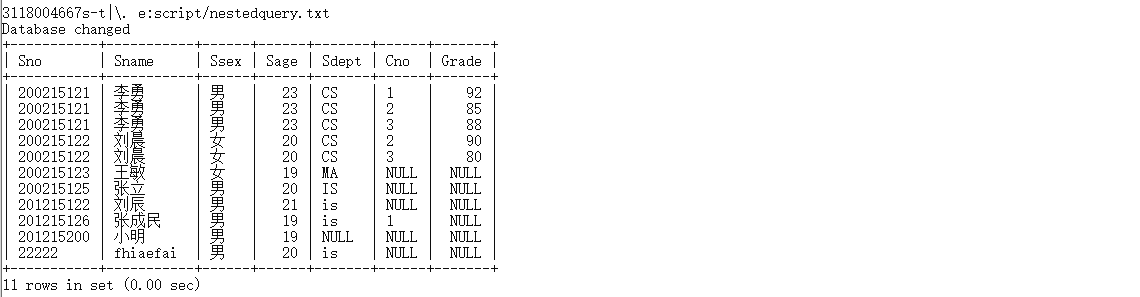 3118004667s-t|\. e:script/nestedquery.txt
Database changed
+-----------+----------+------+------+-------+------+-------+
| Sno       | Sname    | Ssex | Sage | Sdept | Cno  | Grade |
+-----------+----------+------+------+-------+------+-------+
| 200215121 | 李勇     | 男   |   23 | CS    | 1    |    92 |
| 200215121 | 李勇     | 男   |   23 | CS    | 2    |    85 |
| 200215121 | 李勇     | 男   |   23 | CS    | 3    |    88 |
| 200215122 | 刘晨     | 女   |   20 | CS    | 2    |    90 |
| 200215122 | 刘晨     | 女   |   20 | CS    | 3    |    80 |
| 200215123 | 王敏     | 女   |   19 | MA    | NULL |  NULL |
| 200215125 | 张立     | 男   |   20 | IS    | NULL |  NULL |
| 201215122 | 刘辰     | 男   |   21 | is    | NULL |  NULL |
| 201215126 | 张成民   | 男   |   19 | is    | 1    |  NULL |
| 201215200 | 小明     | 男   |   19 | NULL  | NULL |  NULL |
| 22222     | fhiaefai | 男   |   20 | is    | NULL |  NULL |
+-----------+----------+------+------+-------+------+-------+
11 rows in set (0.00 sec)